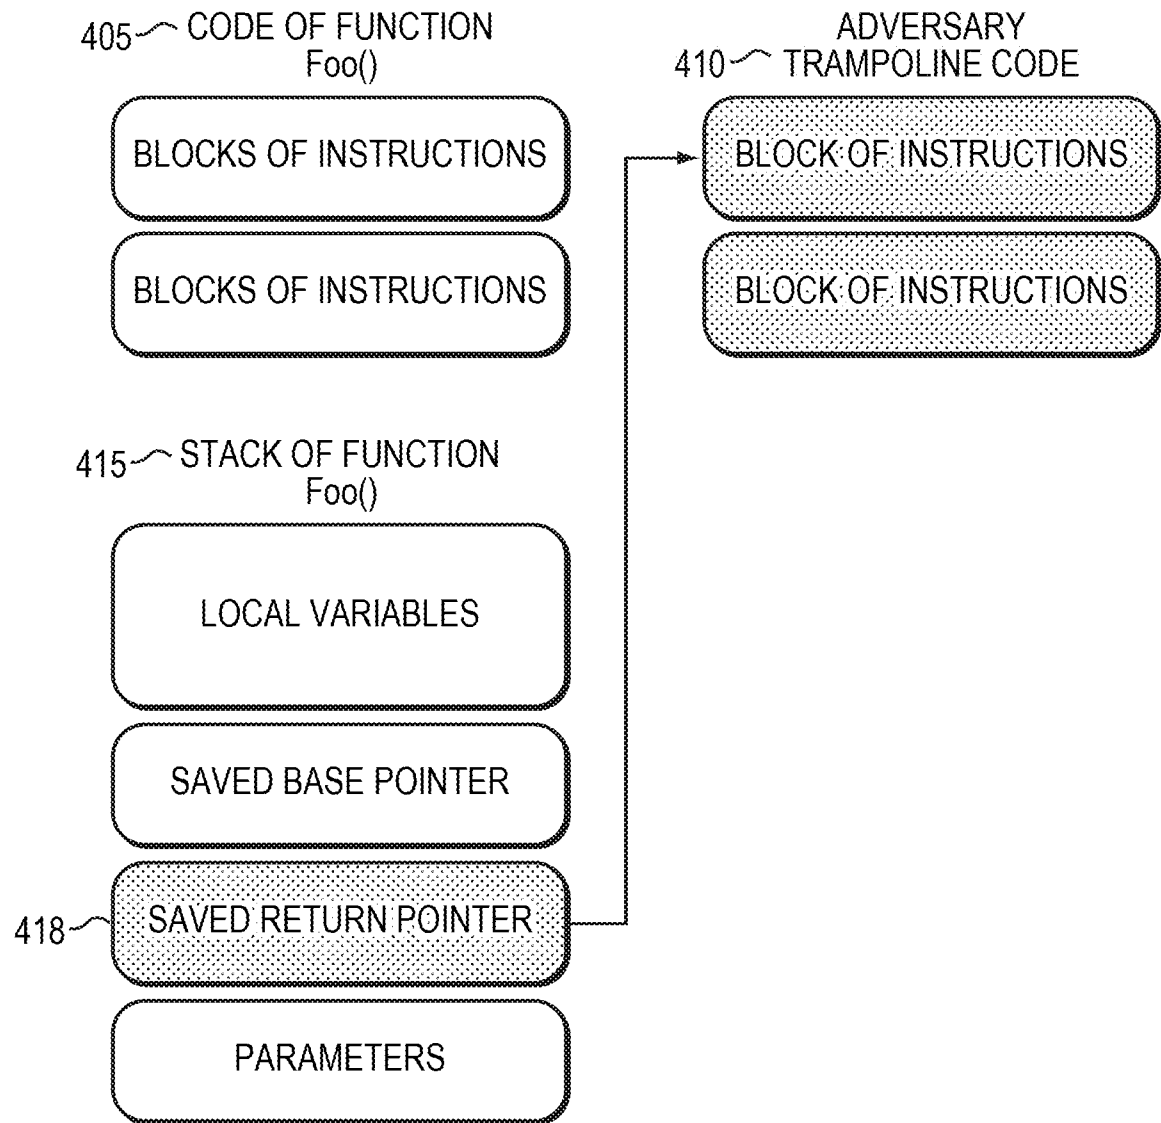 405 CODE OF FUNCTION
Foo()
BLOCKS OF INSTRUCTIONS
BLOCKS OF INSTRUCTIONS
ADVERSARY
410 TRAMPOLINE CODE
BLOCK OF INSTRUCTIONS
BLOCK OF INSTRUCTIONS
415 STACK OF FUNCTION
Foo()
LOCAL VARIABLES
SAVED BASE POINTER
418 SAVED RETURN POINTER
PARAMETERS